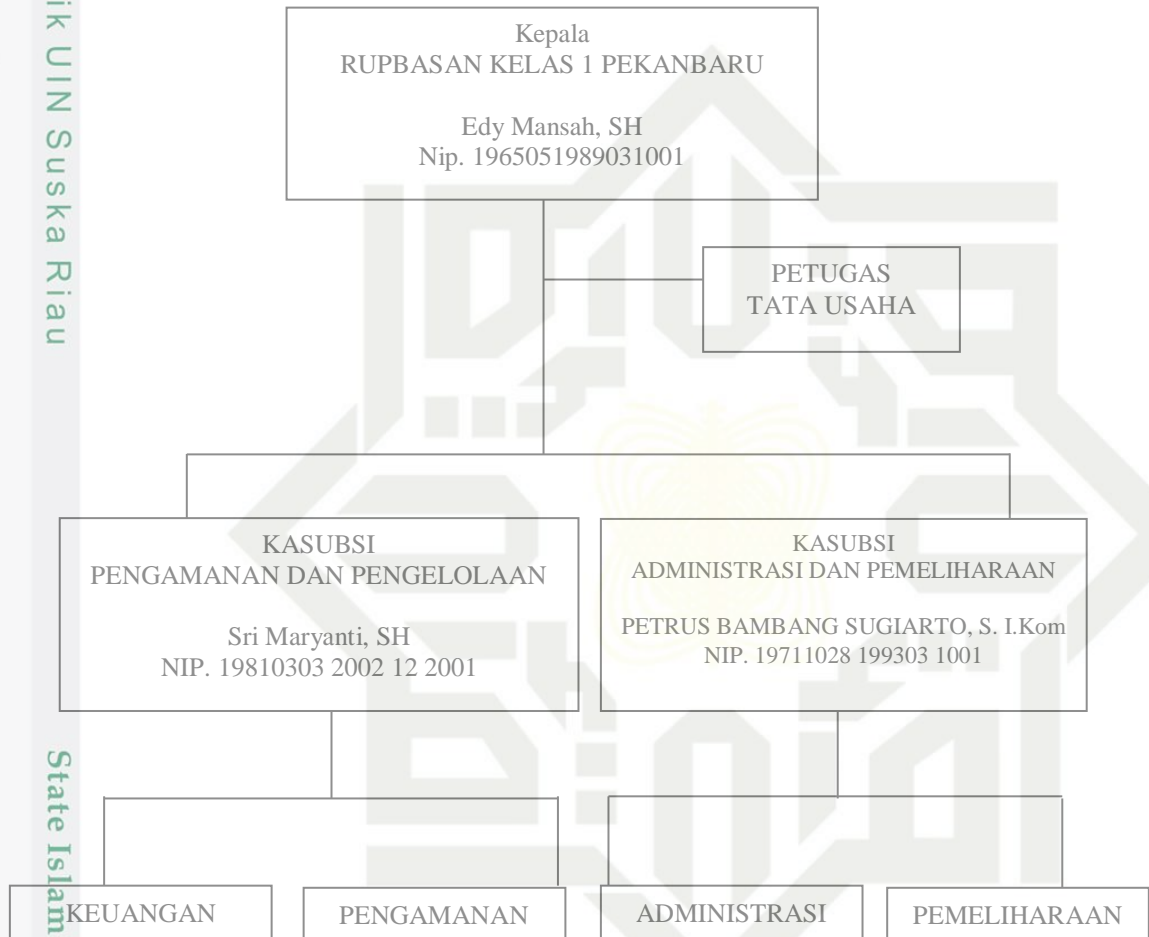 ik UIN Suska Riau
State Islam
Kepala
RUPBASAN KELAS 1 PEKANBARU
Edy Mansah, SH
Nip. 1965051989031001
PETUGAS
TATA USAHA
KASUBSI
PENGAMANAN DAN PENGELOLAAN
Sri Maryanti, SH
NIP. 19810303 2002 12 2001
KASUBSI
ADMINISTRASI DAN PEMELIHARAAN
PETRUS BAMBANG SUGIARTO, S. I.Kom
NIP. 19711028 199303 1001
KEUANGAN
PENGAMANAN
ADMINISTRASI
PEMELIHARAAN